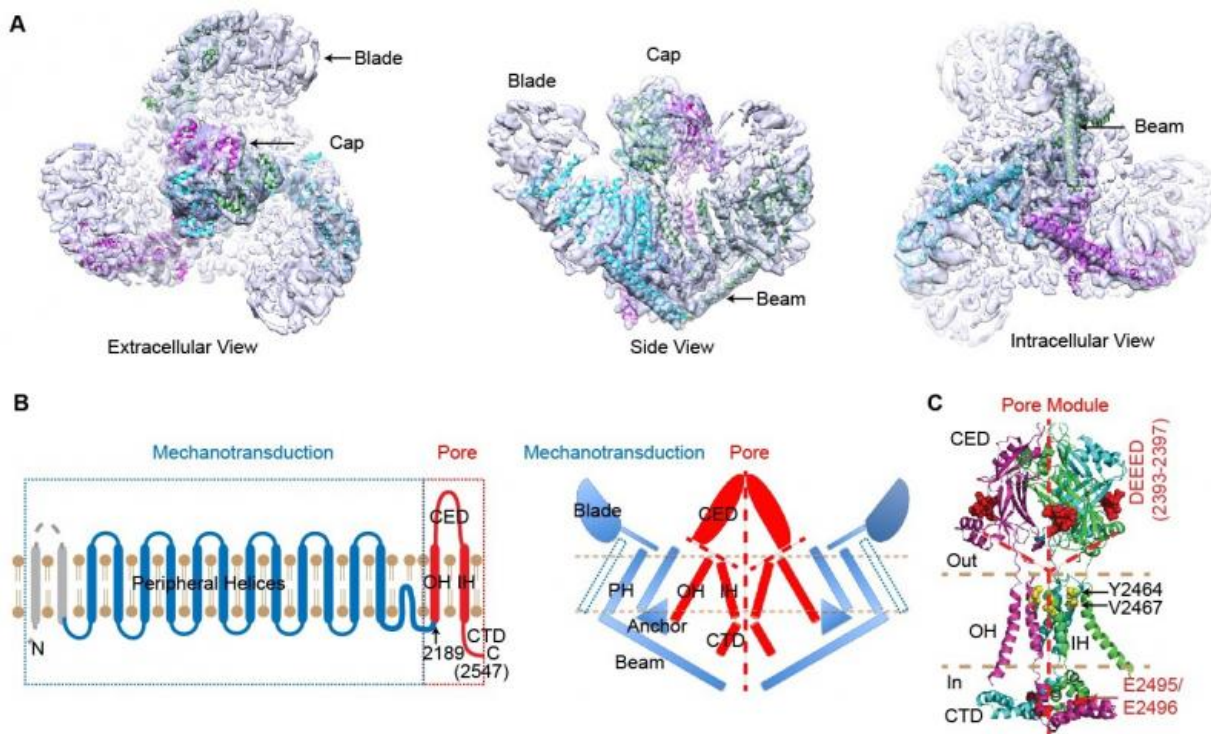 A
Blade
Cap
Extracellular View
Cap
Blade
Beam
Side View
Beam
Intracellular View
B
Mechanotransduction
Pore
CED
Peripheral Helices
OH
IH
N
2189
CTD
C
(2547)
Mechanotransduction
Pore
Blade
CED
PH
OH
IH
Anchor
CTD
Beam
C
Pore Module
CED
DEEED
(2393-2397)
Out
Y2464
V2467
OH
IH
In
CTD
E2495/
E2496